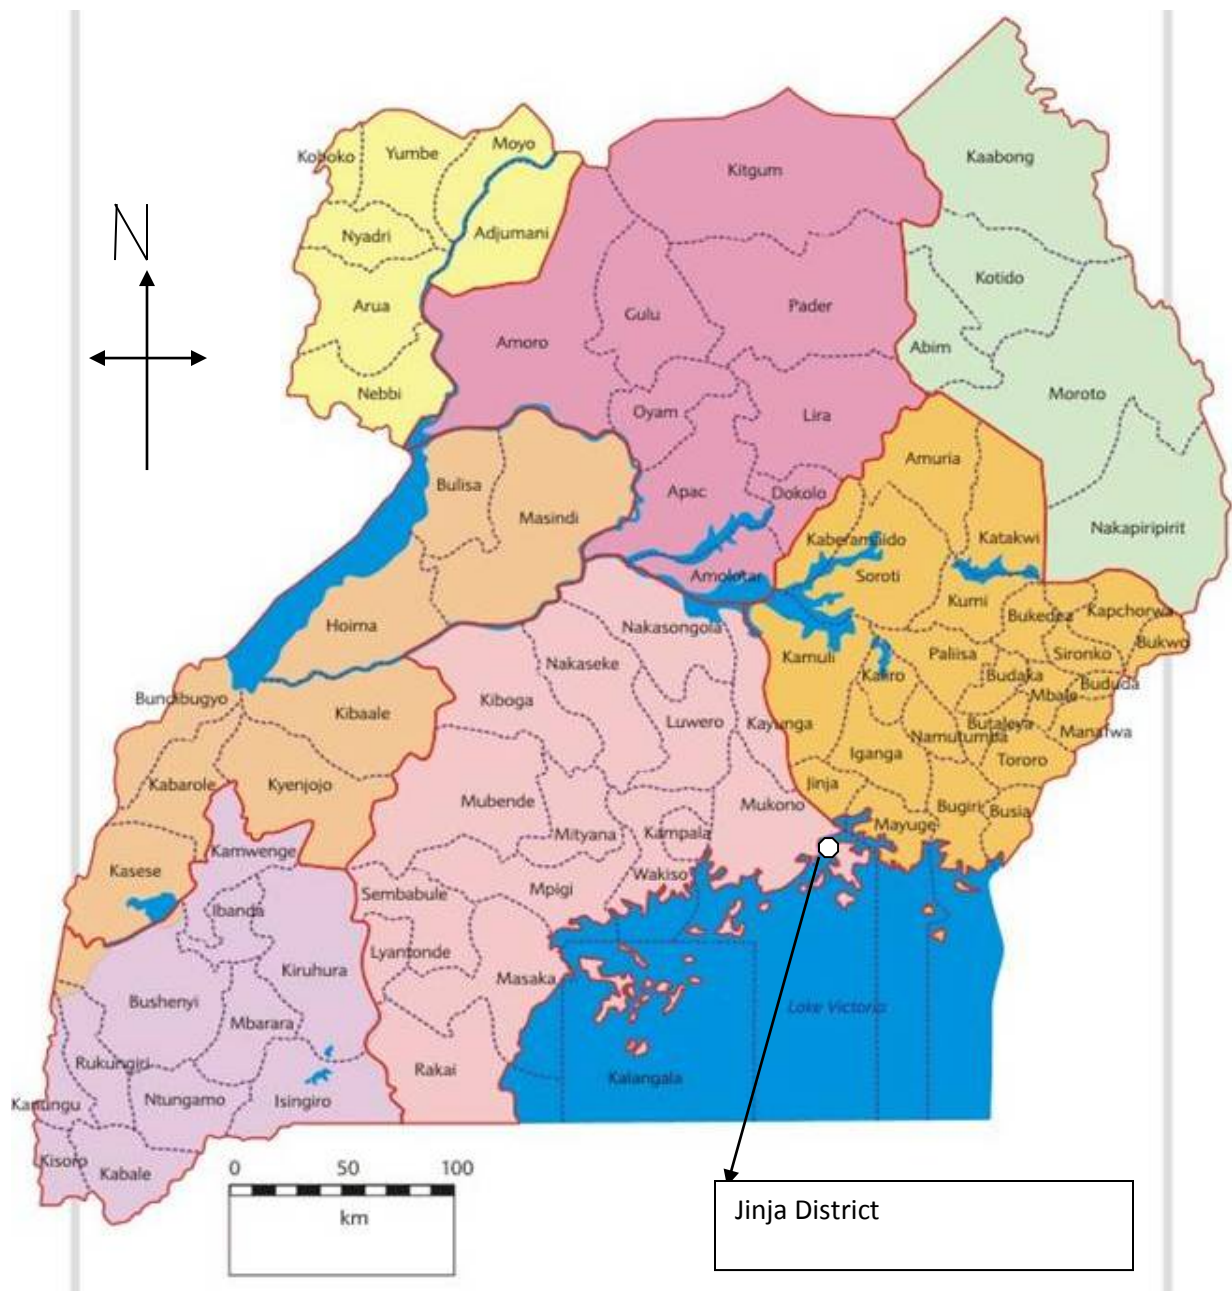 Kaabong
Moyo
Koboko
Yumbe
Kitgum
N
Nyadri
Adjumani
Kotido
Arua
Gulu
Pader
Amoro
Abim
Nebbi
Moroto
Oyam
Lira
Amuria
Bulisa
Apac
Dokolo
Masindi
Nakapiripirit
Kaberamaido
Katakwi
Amolotar
Soroti
Kumi
Bukedea
Kapchorwa
Hoima
Nakasongola
Bukwo
Kamuli
Paliisa
Sironko
Nakaseke
Kaliro
Budaka
Bududa
Mbale
Bundibugyo
Kiboga
Kibaale
Luwero
Kayunga
Butaleya
Namutumba
Manafwa
Iganga
Tororo
Kabarole
Kyenjojo
Jinja
Mubende
Mukono
Bugiri
Busia
Mityana
Kampala
Mayuge
Kamwenge
Kasese
Wakiso
Sembabule
Mpigi
Ibanda
Lyantonde
Kiruhura
Masaka
Bushenyi
Mbarara
Lake Victoria
Rukungiri
Rakai
Kalangala
Kanungu
Ntungamo
Isingiro
Kisoro
Kabale
0 50 100
km
Jinja District